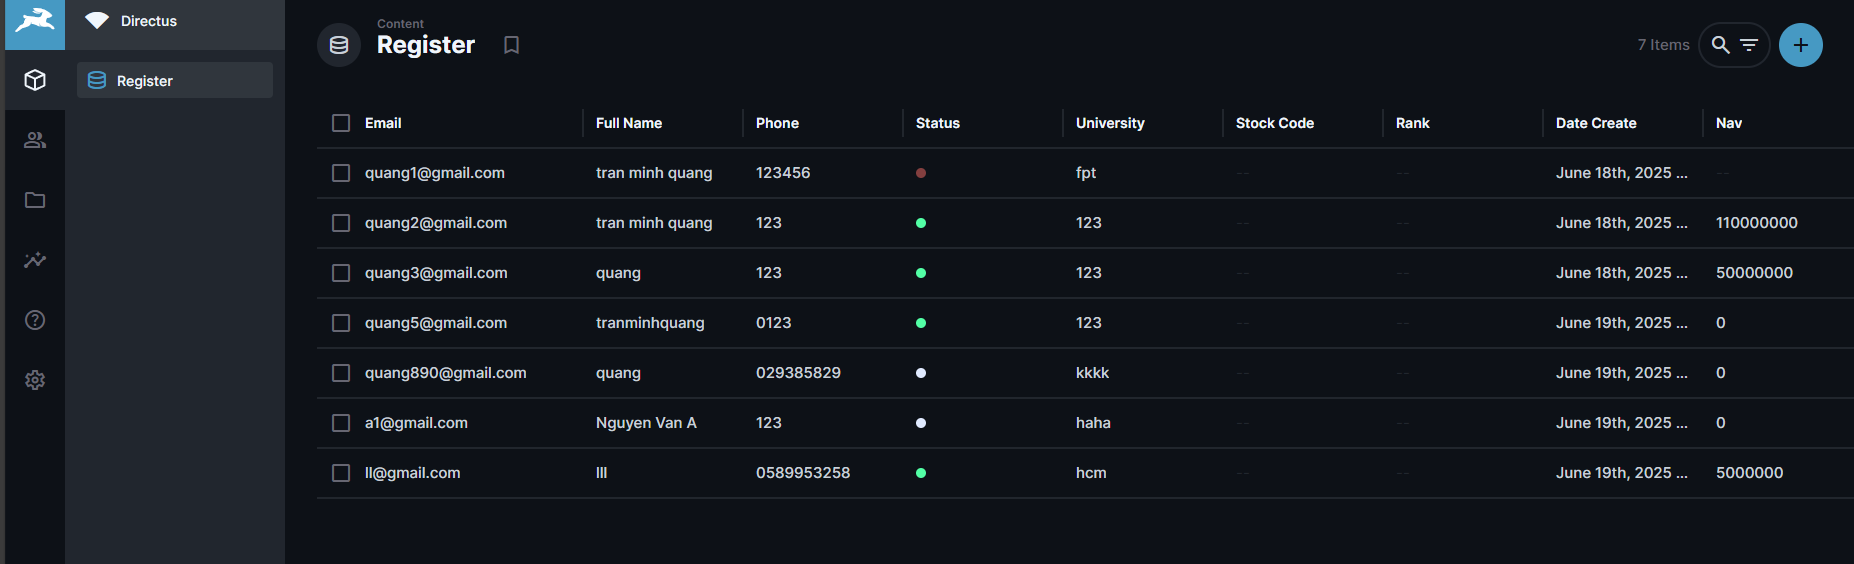 Directus
Register
Content
Register
7 Items
Email Full Name Phone Status University Stock Code Rank Date Create Nav
quang1@gmail.com tran minh quang 123456 fpt -- -- June 18th, 2025 ... --
quang2@gmail.com tran minh quang 123 123 -- -- June 18th, 2025 ... 110000000
quang3@gmail.com quang 123 123 -- -- June 18th, 2025 ... 50000000
quang5@gmail.com tranminhquang 0123 123 -- -- June 19th, 2025 ... 0
quang890@gmail.com quang 029385829 kkkk -- -- June 19th, 2025 ... 0
a1@gmail.com Nguyen Van A 123 haha -- -- June 19th, 2025 ... 0
ll@gmail.com lll 0589953258 hcm -- -- June 19th, 2025 ... 5000000